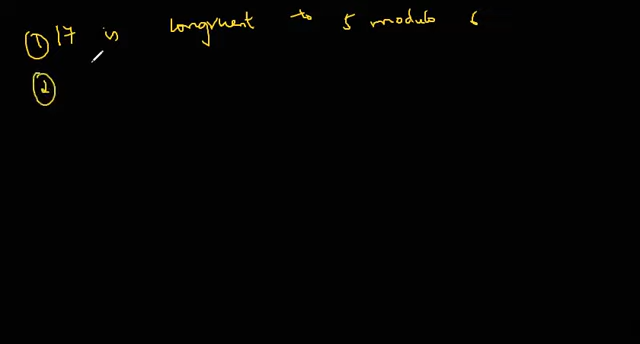 ① 17 is congruent to 5 modulo 6
②